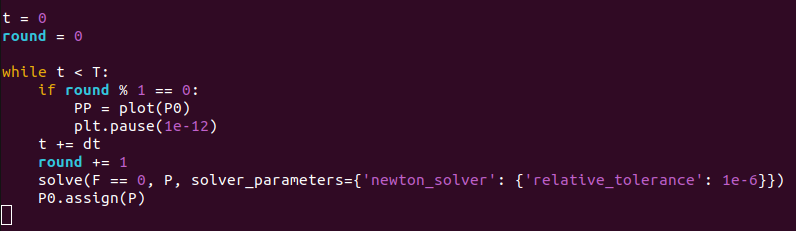 t = 0
round = 0
while t < T:
    if round % 1 == 0:
        PP = plot(P0)
        plt.pause(1e-12)
    t += dt
    round += 1
    solve(F == 0, P, solver_parameters={'newton_solver': {'relative_tolerance': 1e-6}})
    P0.assign(P)